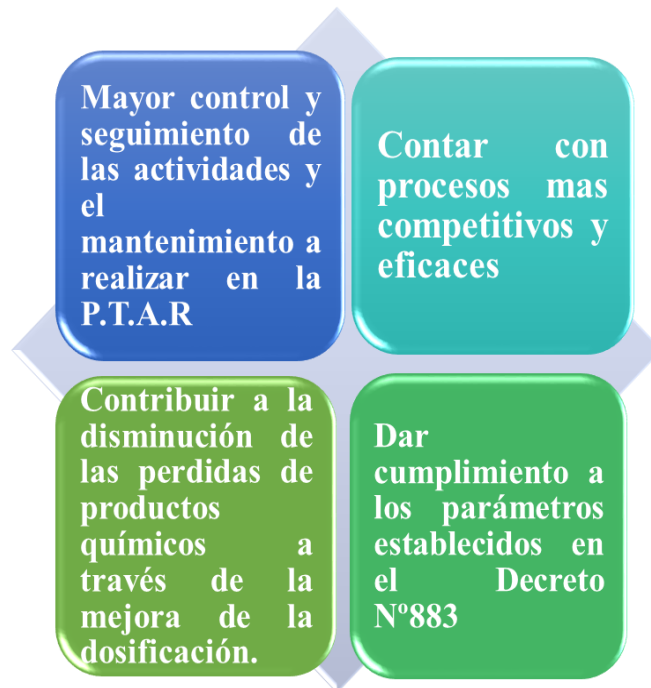 Mayor control y
seguimiento de
las actividades y
el
mantenimiento a
realizar en la
P.T.A.R
Contar con
procesos mas
competitivos y
eficaces
Contribuir a la
disminución de
las perdidas de
productos
químicos a
través de la
mejora de la
dosificación.
Dar
cumplimiento a
los parámetros
establecidos en
el Decreto
Nº883